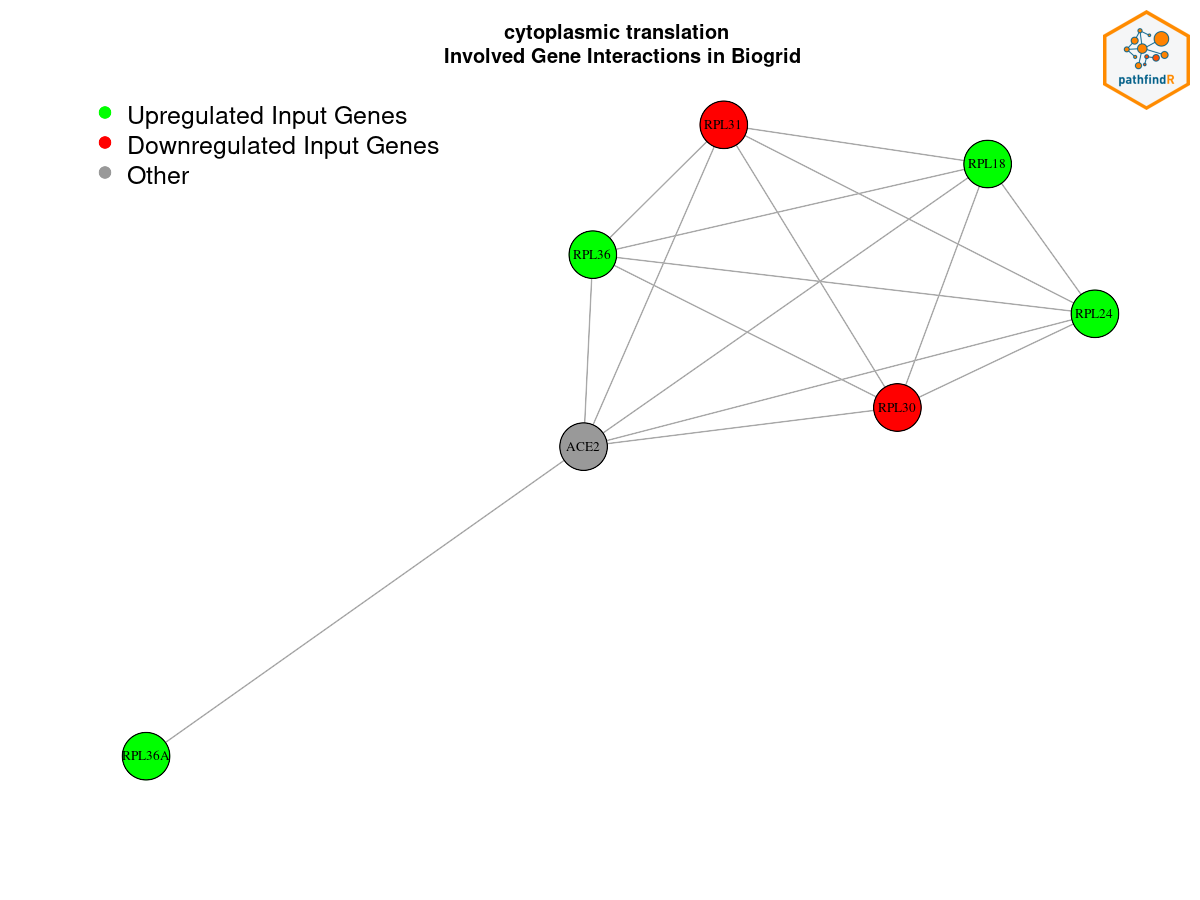 cytoplasmic translation
Involved Gene Interactions in Biogrid
pathfindR
Upregulated Input Genes
Downregulated Input Genes
Other
RPL31
RPL18
RPL36
RPL24
RPL30
ACE2
RPL36A